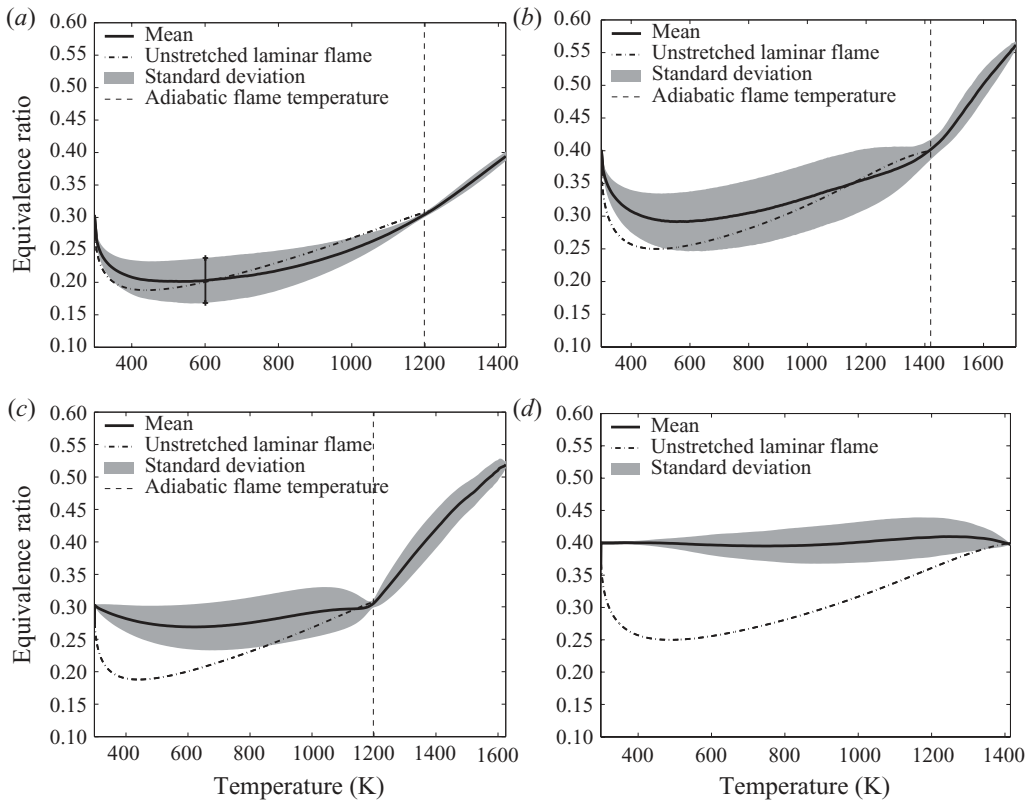 (a)
0.60
0.55
0.50
0.45
0.40
0.35
0.30
0.25
0.20
0.15
0.10
Equivalence ratio
Mean
Unstretched laminar flame
Standard deviation
Adiabatic flame temperature
400 600 800 1000 1200 1400
(b)
0.60
0.55
0.50
0.45
0.40
0.35
0.30
0.25
0.20
0.15
0.10
Mean
Unstretched laminar flame
Standard deviation
Adiabatic flame temperature
400 600 800 1000 1200 1400 1600
(c)
0.60
0.55
0.50
0.45
0.40
0.35
0.30
0.25
0.20
0.15
0.10
Equivalence ratio
Mean
Unstretched laminar flame
Standard deviation
Adiabatic flame temperature
400 600 800 1000 1200 1400 1600
Temperature (K)
(d)
0.60
0.55
0.50
0.45
0.40
0.35
0.30
0.25
0.20
0.15
0.10
Mean
Unstretched laminar flame
Standard deviation
400 600 800 1000 1200 1400
Temperature (K)